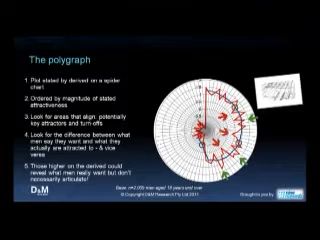 The polygraph
1. Plot stated by derived on a spider
chart
2. Ordered by magnitude of stated
attractiveness
3. Look for areas that align: potentially
key attractors and turn-offs
4. Look for the difference between what
men say they want and what they
actually are attracted to - & vice
versa
5. Those higher on the derived could
reveal what men really want but don't
necessarily articulate!
D&M
Base: n=2,000 men aged 18 years and over
© Copyright D&M Research Pty Ltd 2011
Brought to you by